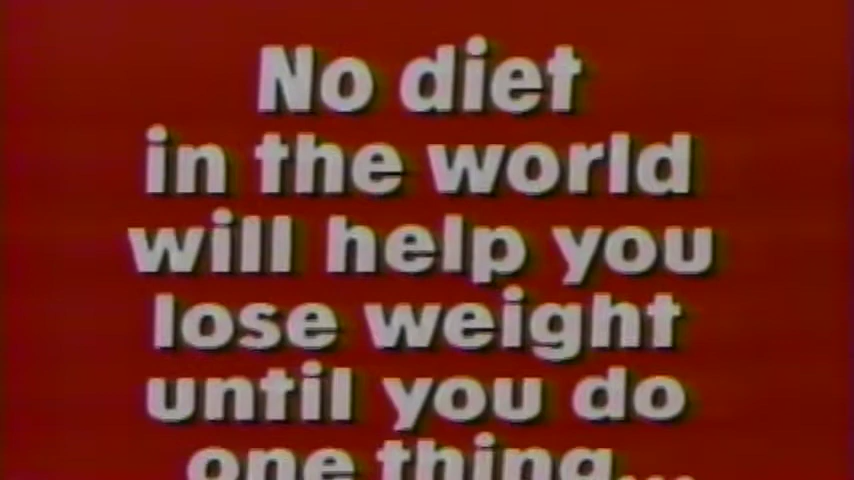 No diet
in the world
will help you
lose weight
until you do
one thing...